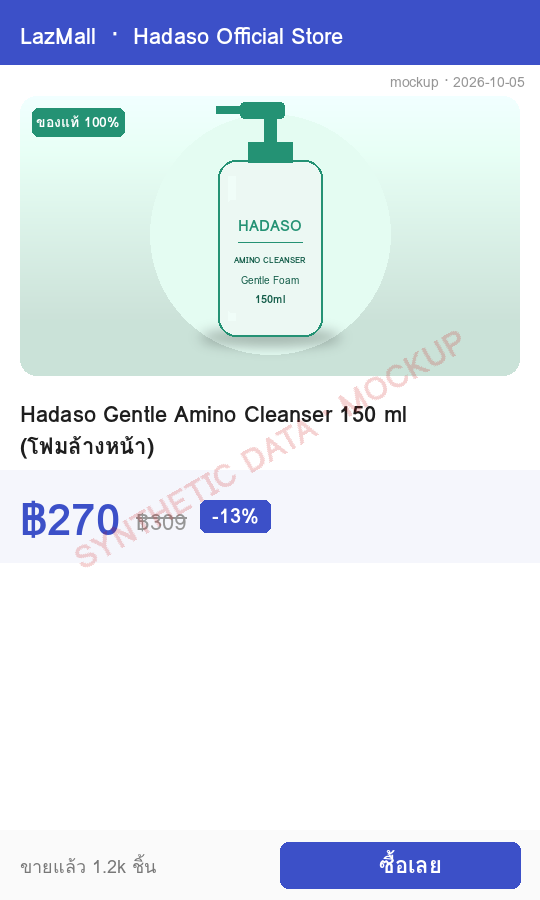 LazMall · Hadaso Official Store
mockup · 2026-10-05
ของแท้ 100%
HADASO
AMINO CLEANSER
Gentle Foam
150ml
Hadaso Gentle Amino Cleanser 150 ml
(โฟมล้างหน้า)
฿270 ฿309 -13%
SYNTHETIC DATA · MOCKUP
ขายแล้ว 1.2k ชิ้น
ซื้อเลย